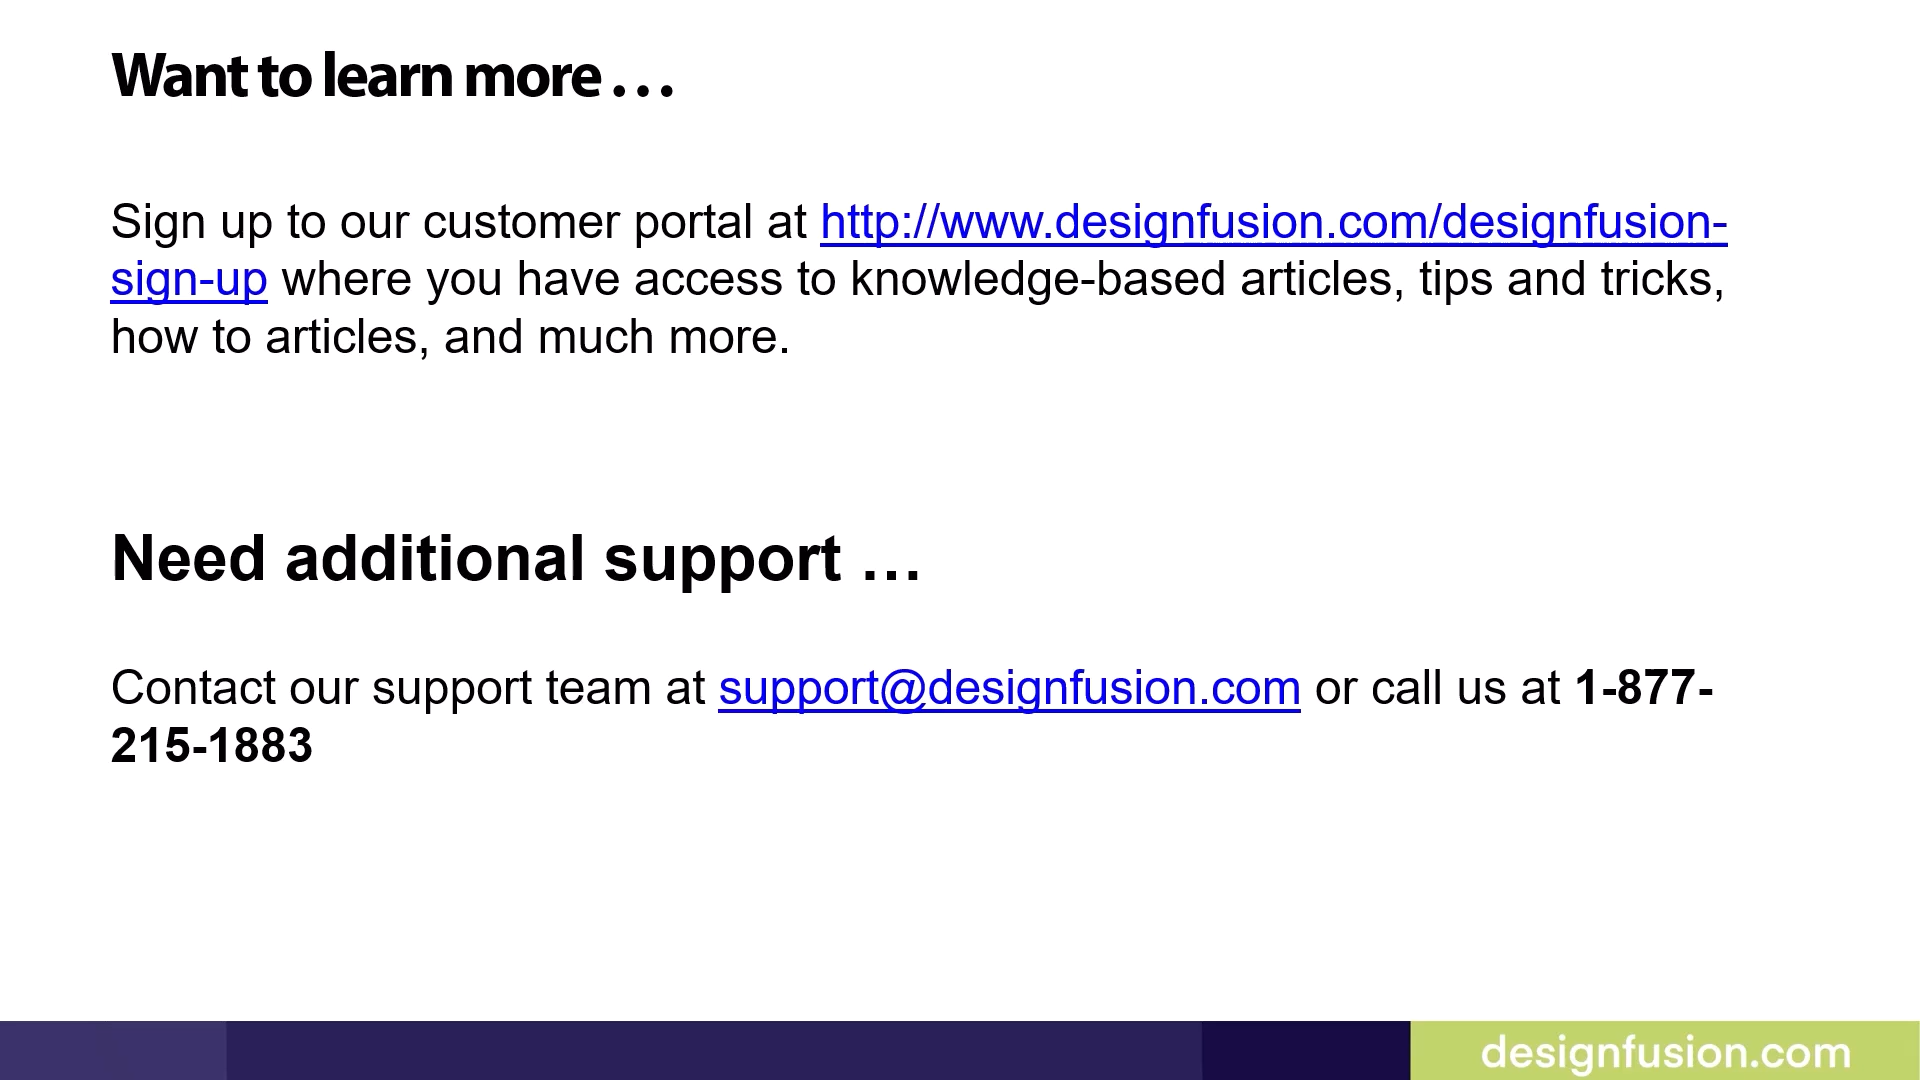 Want to learn more …
Sign up to our customer portal at http://www.designfusion.com/designfusion-
sign-up where you have access to knowledge-based articles, tips and tricks,
how to articles, and much more.
Need additional support …
Contact our support team at support@designfusion.com or call us at 1-877-
215-1883
designfusion.com